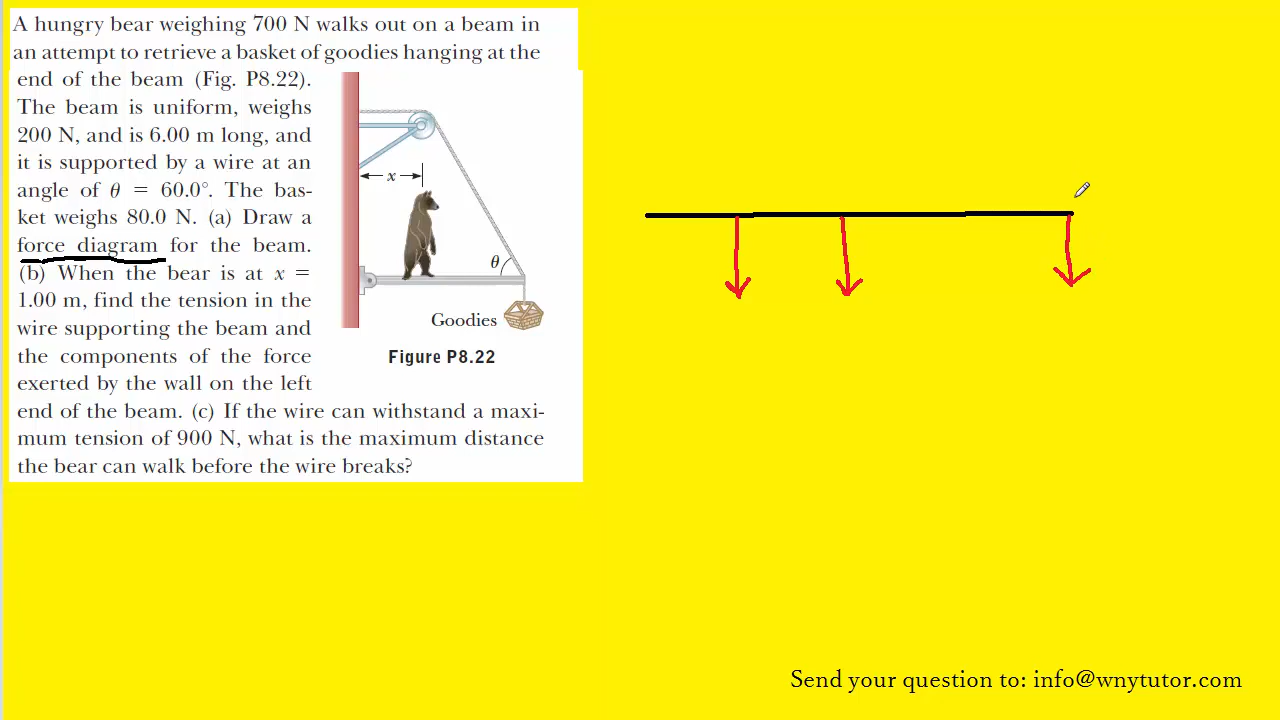 A hungry bear weighing 700 N walks out on a beam in
an attempt to retrieve a basket of goodies hanging at the
end of the beam (Fig. P8.22).
The beam is uniform, weighs
200 N, and is 6.00 m long, and
it is supported by a wire at an
angle of θ = 60.0°. The bas-
ket weighs 80.0 N. (a) Draw a
force diagram for the beam.
(b) When the bear is at x =
1.00 m, find the tension in the
wire supporting the beam and
the components of the force
exerted by the wall on the left
end of the beam. (c) If the wire can withstand a maxi-
mum tension of 900 N, what is the maximum distance
the bear can walk before the wire breaks?
x
θ
Goodies
Figure P8.22
Send your question to: info@wnytutor.com